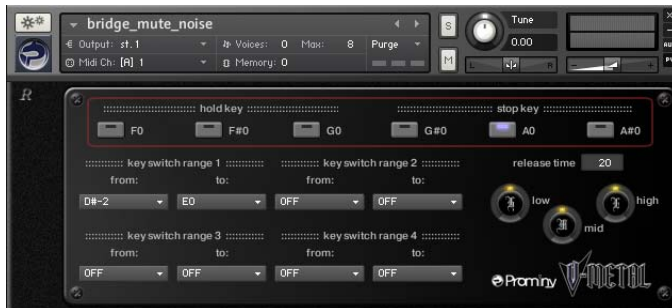 bridge_mute_noise
Output: st. 1 Voices: 0 Max: 8 Purge
Midi Ch: [A] 1 Memory: 0
S
M
Tune
0.00
L R
- +
AU
R
hold key stop key
F0 F#0 G0 G#0 A0 A#0
key switch range 1 key switch range 2 release time 20
from: to: from: to:
D#-2 E0 OFF OFF
low mid high
key switch range 3 key switch range 4
from: to: from: to:
OFF OFF OFF OFF
Prominy V-METAL